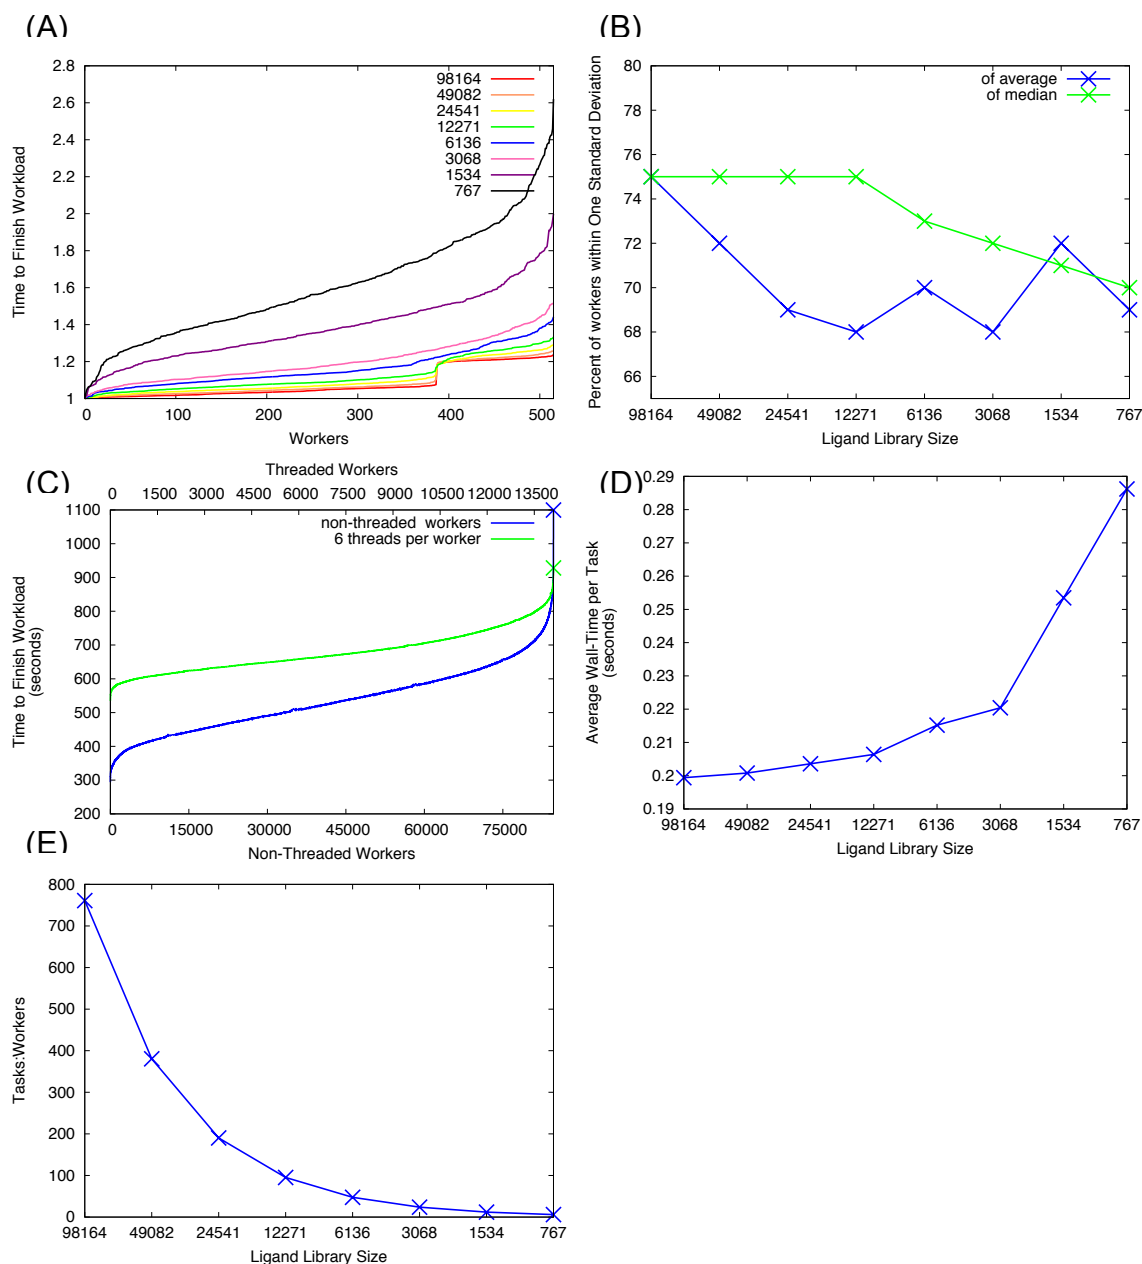 (A)
2.8
2.6
2.4
2.2
2
1.8
1.6
1.4
1.2
1
Time to Finish Workload
98164
49082
24541
12271
6136
3068
1534
767
0 100 200 300 400 500
Workers
(B)
80
78
76
74
72
70
68
66
Percent of workers within One Standard Deviation
of average
of median
98164 49082 24541 12271 6136 3068 1534 767
Ligand Library Size
(C)
Threaded Workers
0 1500 3000 4500 6000 7500 9000 10500 12000 13500
1100
1000
900
800
700
600
500
400
300
200
Time to Finish Workload
(seconds)
non-threaded workers
6 threads per worker
0 15000 30000 45000 60000 75000
Non-Threaded Workers
(D)
0.29
0.28
0.26
0.25
0.22
0.21
0.2
0.19
Average Wall-Time per Task
(seconds)
98164 49082 24541 12271 6136 3068 1534 767
Ligand Library Size
(E)
800
700
600
500
400
300
200
100
0
Tasks:Workers
98164 49082 24541 12271 6136 3068 1534 767
Ligand Library Size